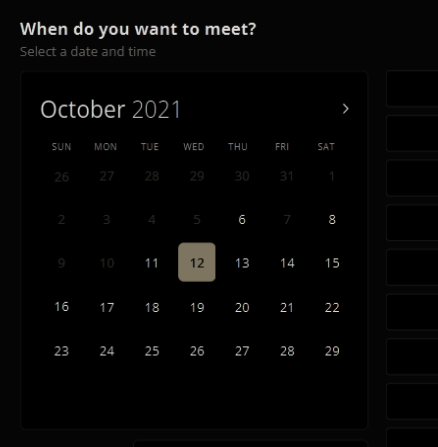 When do you want to meet?
Select a date and time
October 2021
SUN MON TUE WED THU FRI SAT
26 27 28 29 30 31 1
2 3 4 5 6 7 8
9 10 11 12 13 14 15
16 17 18 19 20 21 22
23 24 25 26 27 28 29